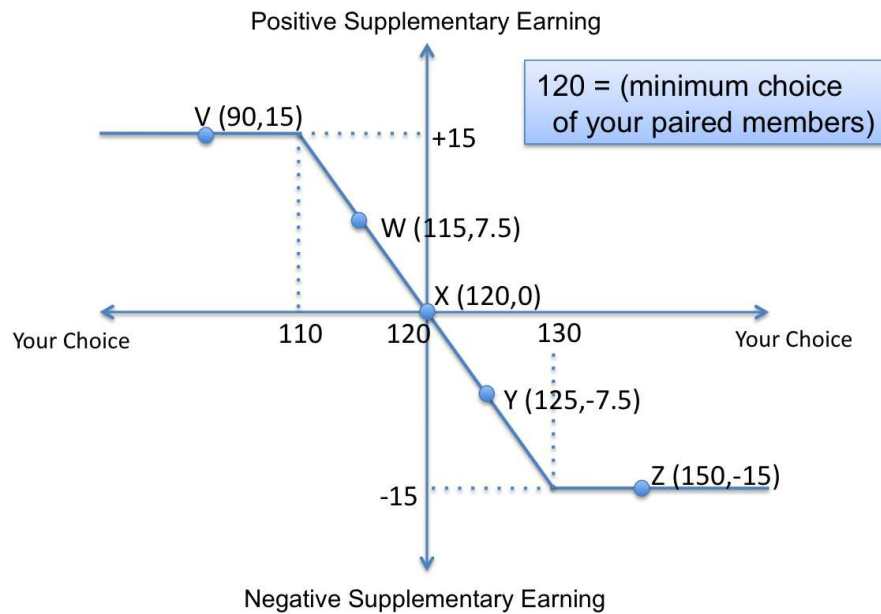 Positive Supplementary Earning
120 = (minimum choice
of your paired members)
V (90,15)
+15
W (115,7.5)
X (120,0)
Your Choice
110
120
130
Your Choice
Y (125,-7.5)
Z (150,-15)
-15
Negative Supplementary Earning